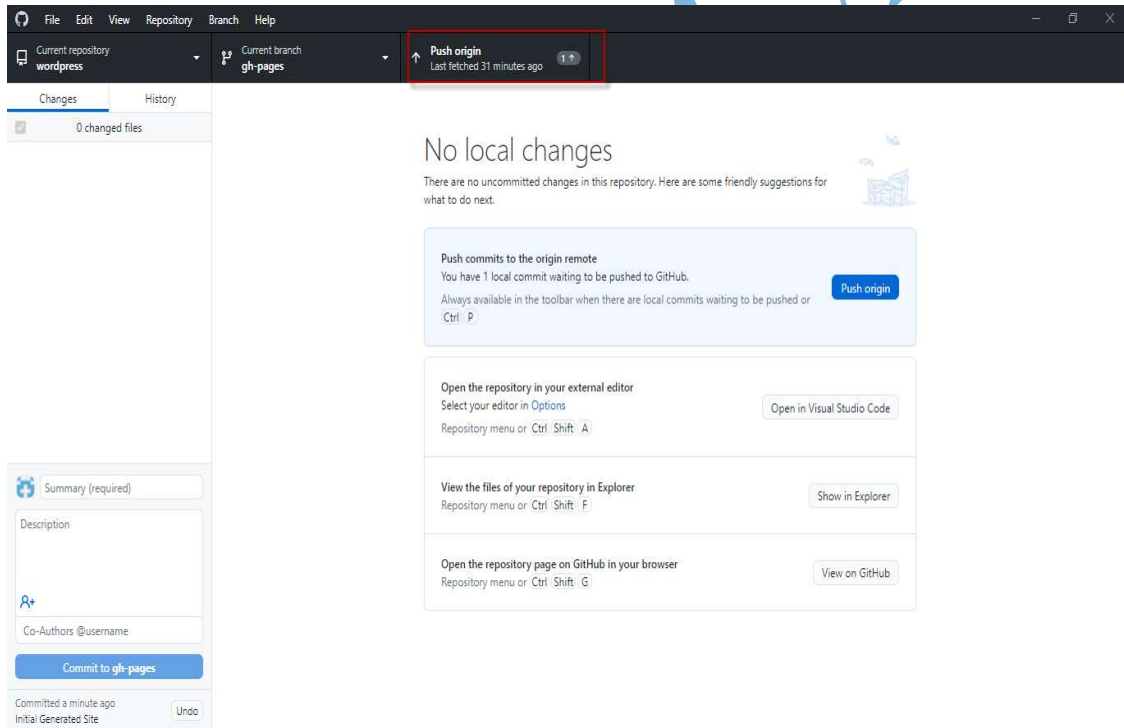 File Edit View Repository Branch Help
Current repository
wordpress
Current branch
gh-pages
Push origin
Last fetched 31 minutes ago
1
Changes History
0 changed files
No local changes
There are no uncommitted changes in this repository. Here are some friendly suggestions for
what to do next.
Push commits to the origin remote
You have 1 local commit waiting to be pushed to GitHub.
Always available in the toolbar when there are local commits waiting to be pushed or
Ctrl P
Push origin
Open the repository in your external editor
Select your editor in Options
Repository menu or Ctrl Shift A
Open in Visual Studio Code
View the files of your repository in Explorer
Repository menu or Ctrl Shift F
Show in Explorer
Open the repository page on GitHub in your browser
Repository menu or Ctrl Shift G
View on GitHub
Summary (required)
Description
Co-Authors @username
Commit to gh-pages
Committed a minute ago
Initial Generated Site
Undo